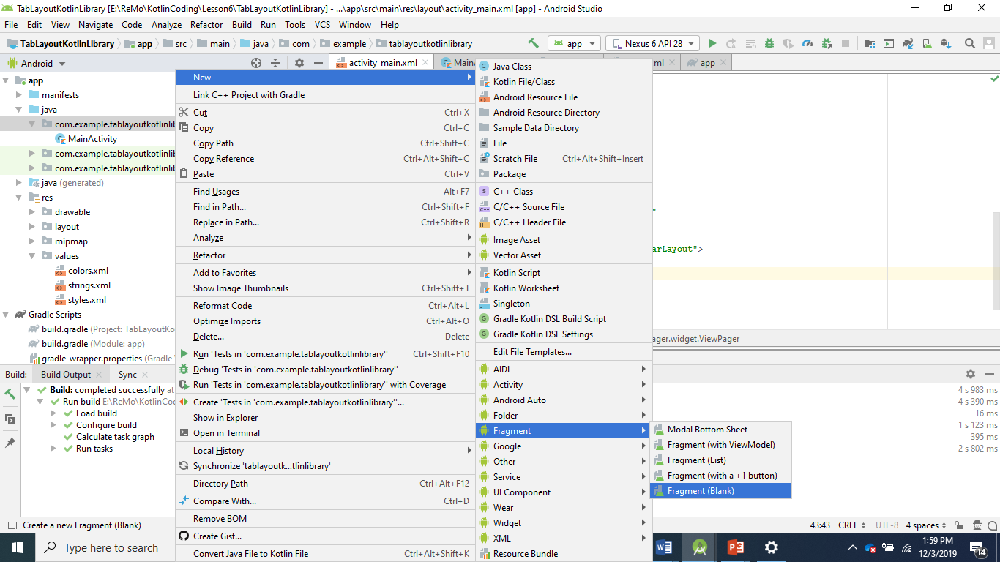 TabLayoutKotlinLibrary [E:\ReMo\KotlinCoding\Lesson6\TabLayoutKotlinLibrary] - ...\app\src\main\res\layout\activity_main.xml [app] - Android Studio
File Edit View Navigate Code Analyze Refactor Build Run Tools VCS Window Help
TabLayoutKotlinLibrary app src main java com example tablayoutkotlinlibrary app Nexus 6 API 28
Android activity_main.xml Main ml app
app
manifests
java
com.example.tablayoutkotlinlib
MainActivity
com.example.tablayoutkotlinlib
com.example.tablayoutkotlinlib
java (generated)
res
drawable
layout
mipmap
values
colors.xml
strings.xml
styles.xml
Gradle Scripts
build.gradle (Project: TabLayoutKo
build.gradle (Module: app)
gradle-wrapper.properties (Gradle
New
Link C++ Project with Gradle
Cut Ctrl+X
Copy Ctrl+C
Copy Path Ctrl+Shift+C
Copy Reference Ctrl+Alt+Shift+C
Paste Ctrl+V
Find Usages Alt+F7
Find in Path... Ctrl+Shift+F
Replace in Path... Ctrl+Shift+R
Analyze
Refactor
Add to Favorites
Show Image Thumbnails Ctrl+Shift+T
Reformat Code Ctrl+Alt+L
Optimize Imports Ctrl+Alt+O
Delete... Delete
Run 'Tests in 'com.example.tablayoutkotlinlibrary'' Ctrl+Shift+F10
Debug 'Tests in 'com.example.tablayoutkotlinlibrary''
Run 'Tests in 'com.example.tablayoutkotlinlibrary'' with Coverage
Create 'Tests in 'com.example.tablayoutkotlinlibrary''...
Show in Explorer
Open in Terminal
Local History
Synchronize 'tablayoutk...tlinlibrary'
Directory Path Ctrl+Alt+F12
Compare With... Ctrl+D
Remove BOM
Create Gist...
Convert Java File to Kotlin File Ctrl+Alt+Shift+K
Java Class
Kotlin File/Class
Android Resource File
Android Resource Directory
Sample Data Directory
File
Scratch File Ctrl+Alt+Shift+Insert
Package
C++ Class
C/C++ Source File
C/C++ Header File
Image Asset
Vector Asset
Kotlin Script
Kotlin Worksheet
Singleton
Gradle Kotlin DSL Build Script
Gradle Kotlin DSL Settings
Edit File Templates...
AIDL
Activity
Android Auto
Folder
Fragment
Google
Other
Service
UI Component
Wear
Widget
XML
Resource Bundle
Modal Bottom Sheet
Fragment (with ViewModel)
Fragment (List)
Fragment (with a +1 button)
Fragment (Blank)
"
arLayout">
ager.widget.ViewPager
Build: Build Output Sync
Build: completed successfully at 4 s 983 ms
Run build E:\ReMo\KotlinCod 4 s 390 ms
Load build 16 ms
Configure build 1 s 123 ms
Calculate task graph 395 ms
Run tasks 2 s 802 ms
Create a new Fragment (Blank) 43:43 CRLF UTF-8 4 spaces
Type here to search
1:59 PM
12/3/2019
14